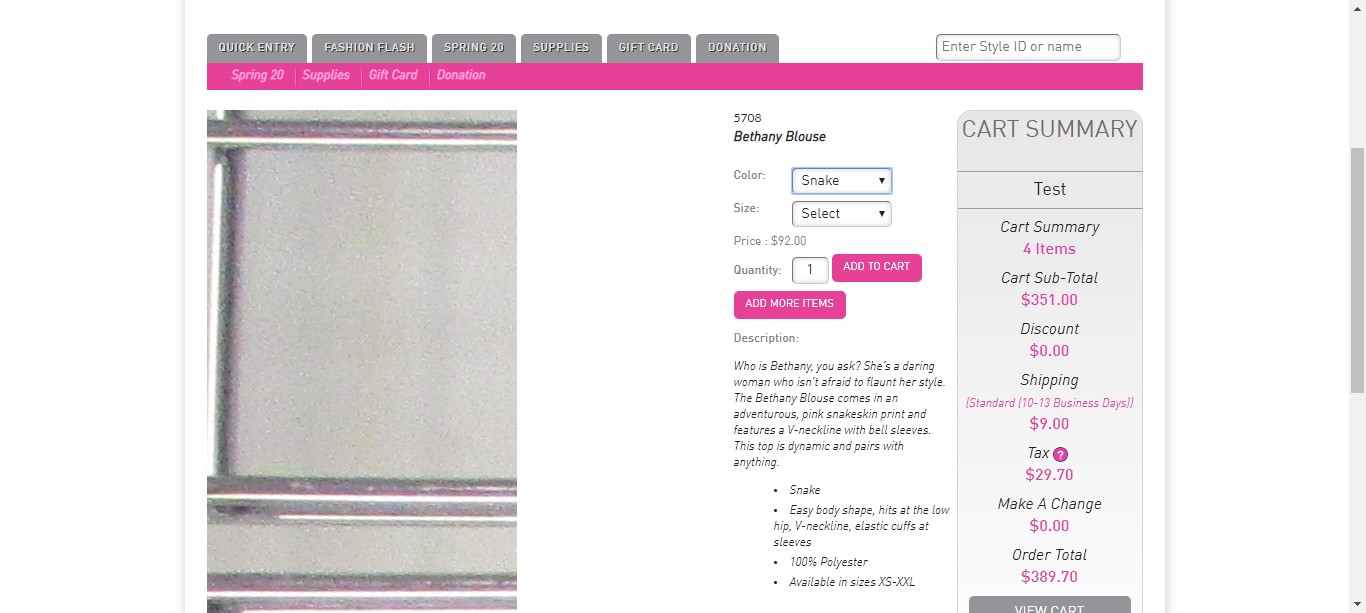 QUICK ENTRY
FASHION FLASH
SPRING 20
SUPPLIES
GIFT CARD
DONATION
Enter Style ID or name
Spring 20
Supplies
Gift Card
Donation
5708
Bethany Blouse
Color:
Snake
Size:
Select
Price : $92.00
Quantity:
1
ADD TO CART
ADD MORE ITEMS
Description:
Who is Bethany, you ask? She's a daring
woman who isn't afraid to flaunt her style.
The Bethany Blouse comes in an
adventurous, pink snakeskin print and
features a V-neckline with bell sleeves.
This top is dynamic and pairs with
anything.
• Snake
• Easy body shape, hits at the low
hip, V-neckline, elastic cuffs at
sleeves
• 100% Polyester
• Available in sizes XS-XXL
CART SUMMARY
Test
Cart Summary
4 Items
Cart Sub-Total
$351.00
Discount
$0.00
Shipping
(Standard (10-13 Business Days))
$9.00
Tax ?
$29.70
Make A Change
$0.00
Order Total
$389.70
VIEW CART